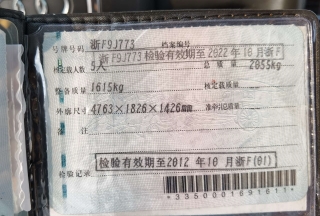 号牌号码 浙F9J773 档案编号
浙F9J773 检验有效期至2022年10月浙F
核定载人数 5人 总质量 2055kg
整备质量 1615kg 核定载质量
外廓尺寸 4763×1826×1426mm 准牵引总质量
备注
检验有效期至2012年10月浙F(01)
检验记录
*3350001691811*